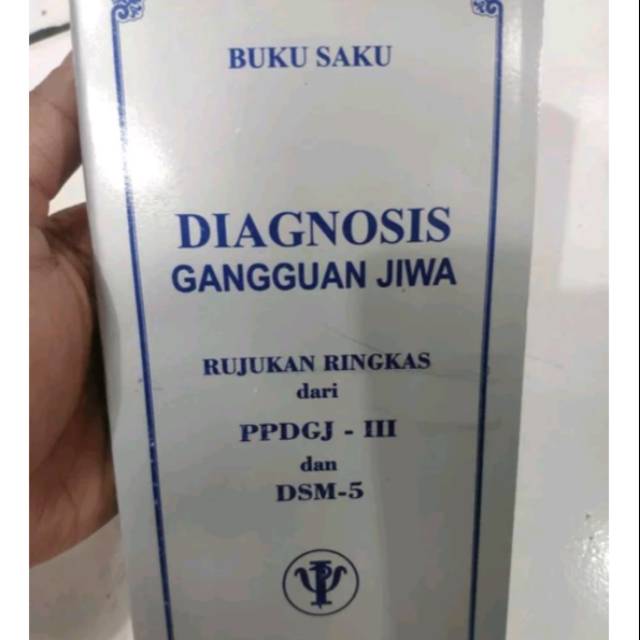 BUKU SAKU
DIAGNOSIS
GANGGUAN JIWA
RUJUKAN RINGKAS
dari
PPDGJ - III
dan
DSM-5